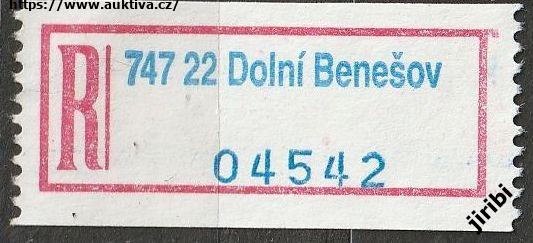 https://www.auktiva.cz/
R
747 22 Dolní Benešov
04542
jiribi